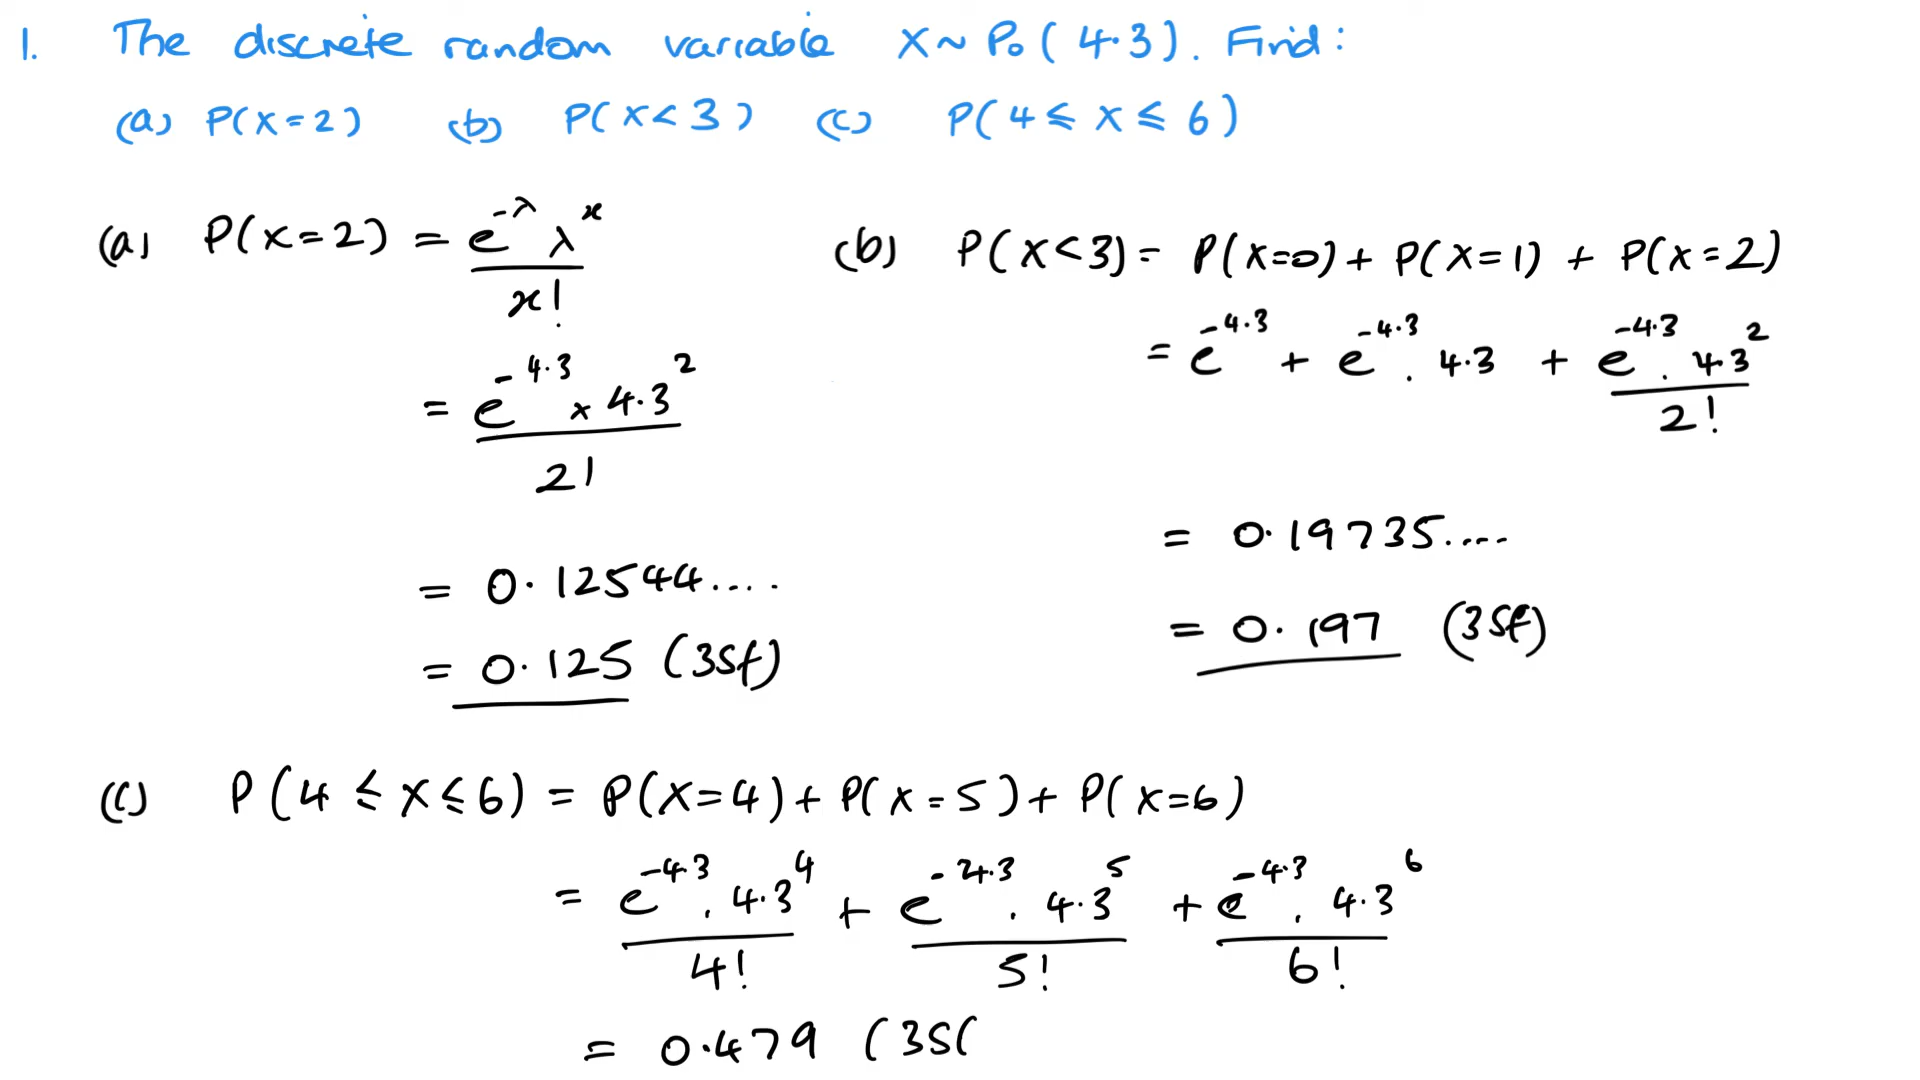 1. The discrete random variable X ~ Po (4.3). Find:
(a) P(X=2) (b) P(X<3) (c) P(4 ≤ X ≤ 6)
(a) P(X=2) = e^-λ λ^x / x!
= e^-4.3 × 4.3^2 / 2!
= 0.12544....
= 0.125 (3sf)
(b) P(X<3) = P(X=0) + P(X=1) + P(X=2)
= e^-4.3 + e^-4.3 . 4.3 + e^-4.3 . 4.3^2 / 2!
= 0.19735....
= 0.197 (3sf)
(c) P(4 ≤ X ≤ 6) = P(X=4) + P(X=5) + P(X=6)
= e^-4.3 . 4.3^4 / 4! + e^-4.3 . 4.3^5 / 5! + e^-4.3 . 4.3^6 / 6!
= 0.479 (3s(